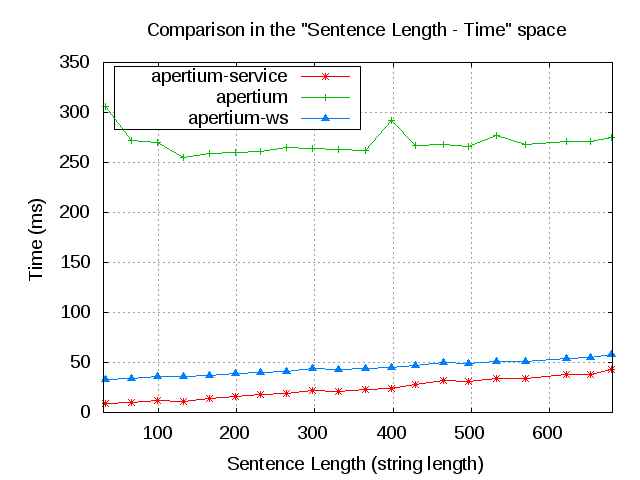 Comparison in the "Sentence Length - Time" space
350
300
250
200
150
100
50
0
Time (ms)
apertium-service
apertium
apertium-ws
100 200 300 400 500 600
Sentence Length (string length)